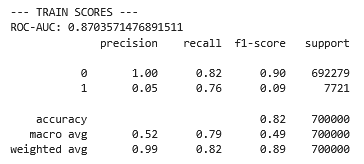 --- TRAIN SCORES ---
ROC-AUC: 0.8703571476891511
precision recall f1-score support
0 1.00 0.82 0.90 692279
1 0.05 0.76 0.09 7721
accuracy 0.82 700000
macro avg 0.52 0.79 0.49 700000
weighted avg 0.99 0.82 0.89 700000